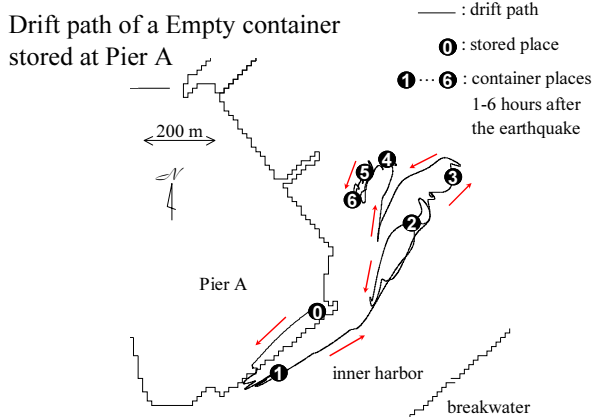 Drift path of a Empty container
stored at Pier A
: drift path
0 : stored place
1 ··· 6 : container places
1-6 hours after
the earthquake
200 m
N
5
4
3
6
2
Pier A
0
1
inner harbor
breakwater